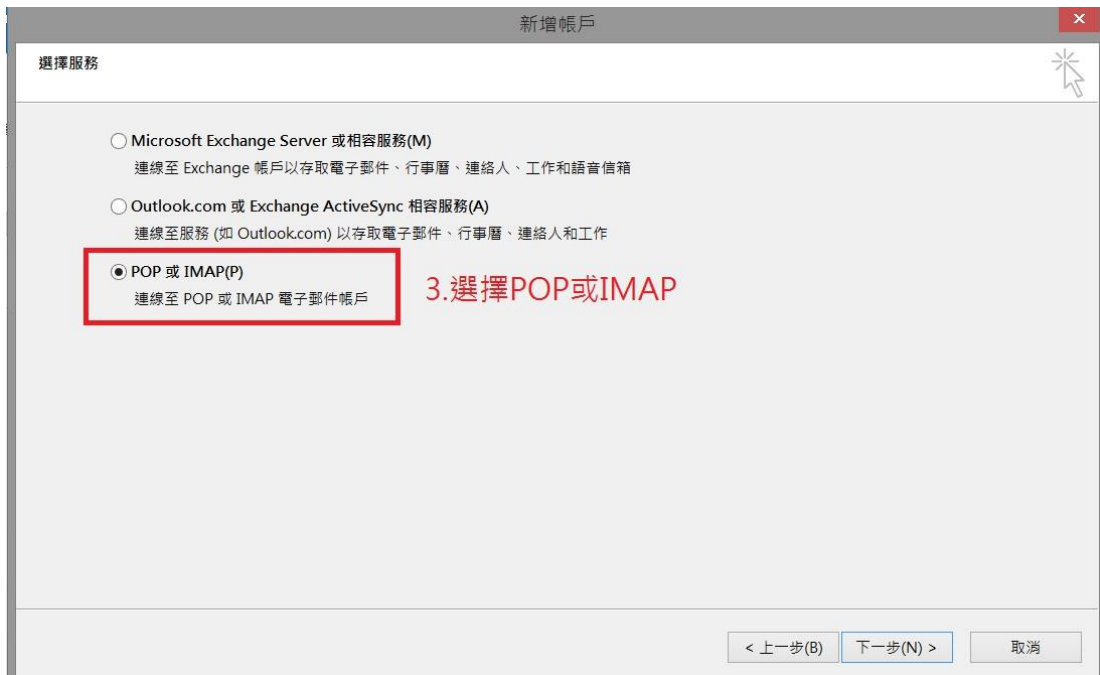 新增帳戶
選擇服務
Microsoft Exchange Server 或相容服務(M)
連線至 Exchange 帳戶以存取電子郵件、行事曆、連絡人、工作和語音信箱
Outlook.com 或 Exchange ActiveSync 相容服務(A)
連線至服務 (如 Outlook.com) 以存取電子郵件、行事曆、連絡人和工作
POP 或 IMAP(P)
連線至 POP 或 IMAP 電子郵件帳戶
3.選擇POP或IMAP
< 上一步(B) 下一步(N) > 取消